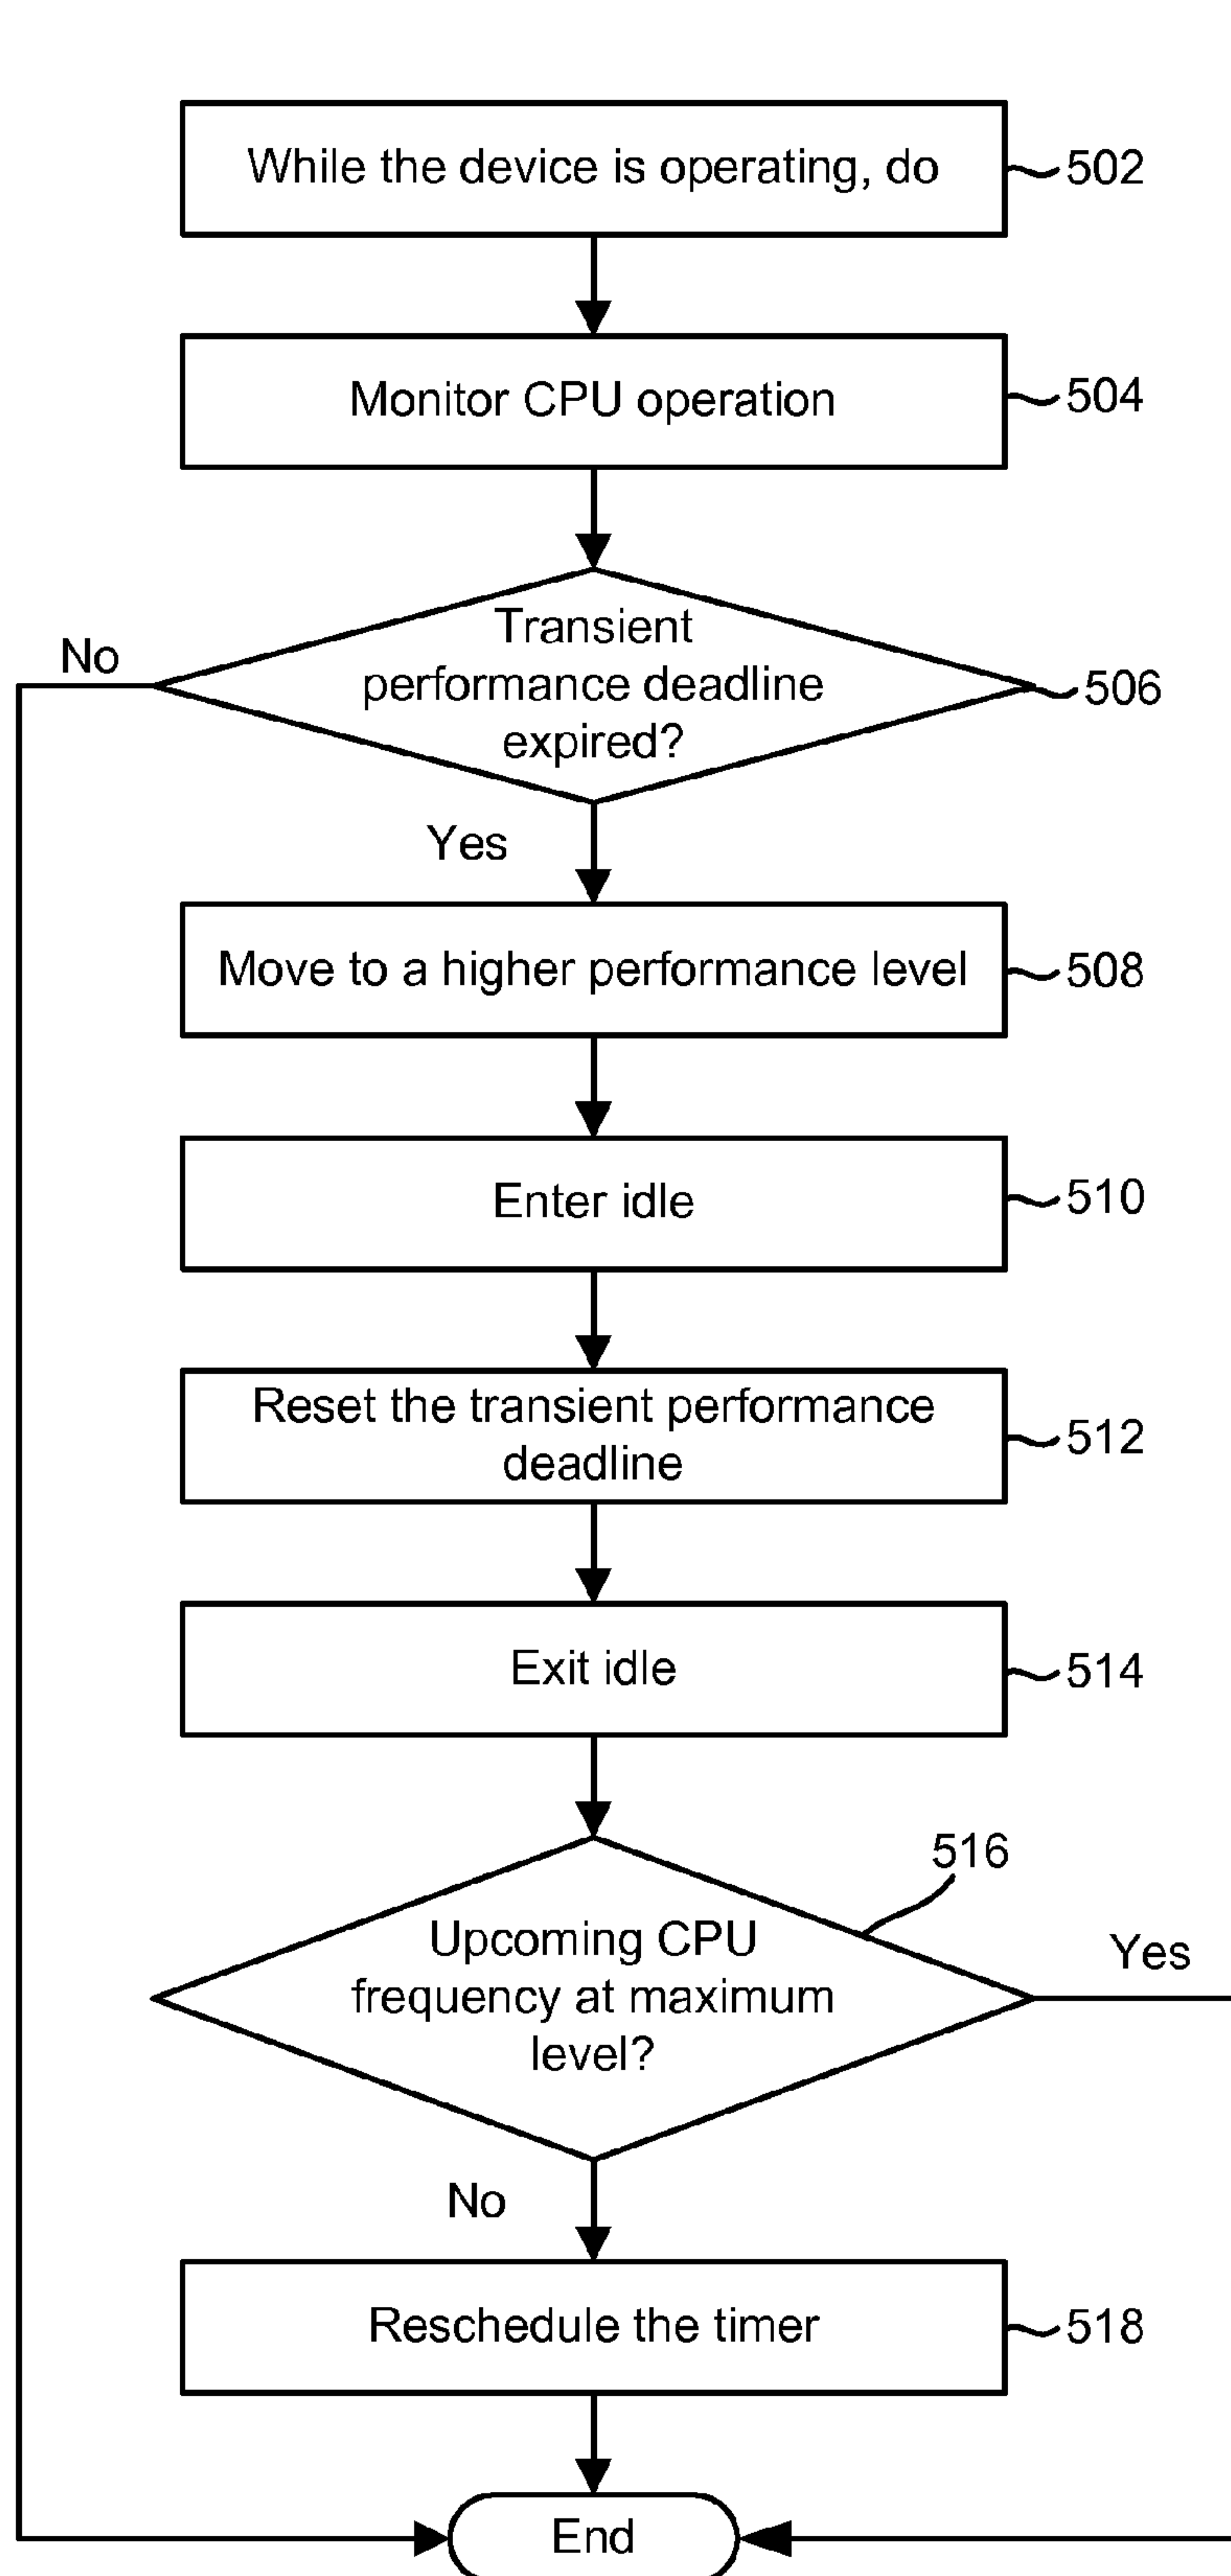 While the device is operating, do
502
Monitor CPU operation
504
Transient
performance deadline
expired?
No
506
Yes
Move to a higher performance level
508
Enter idle
510
Reset the transient performance
deadline
512
Exit idle
514
516
Upcoming CPU
frequency at maximum
level?
Yes
No
Reschedule the timer
518
End